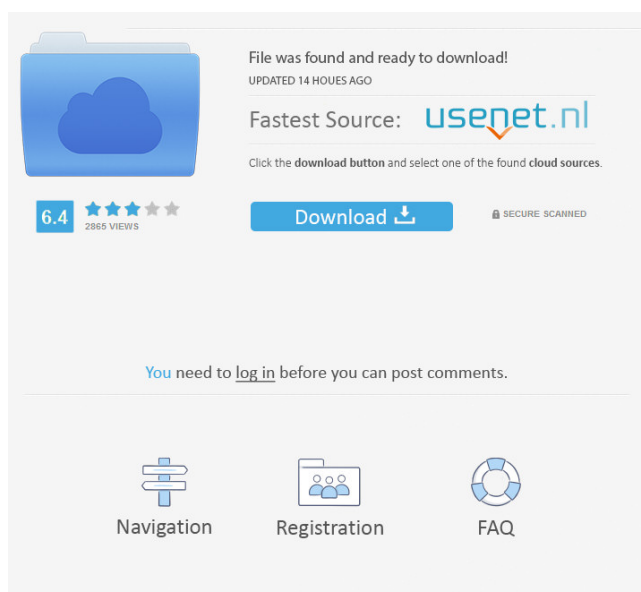 File was found and ready to download!
UPDATED 14 HOUES AGO
Fastest Source: usenet.nl
Click the download button and select one of the found cloud sources.
6.4
2865 VIEWS
Download
SECURE SCANNED
You need to log in before you can post comments.
Navigation
Registration
FAQ